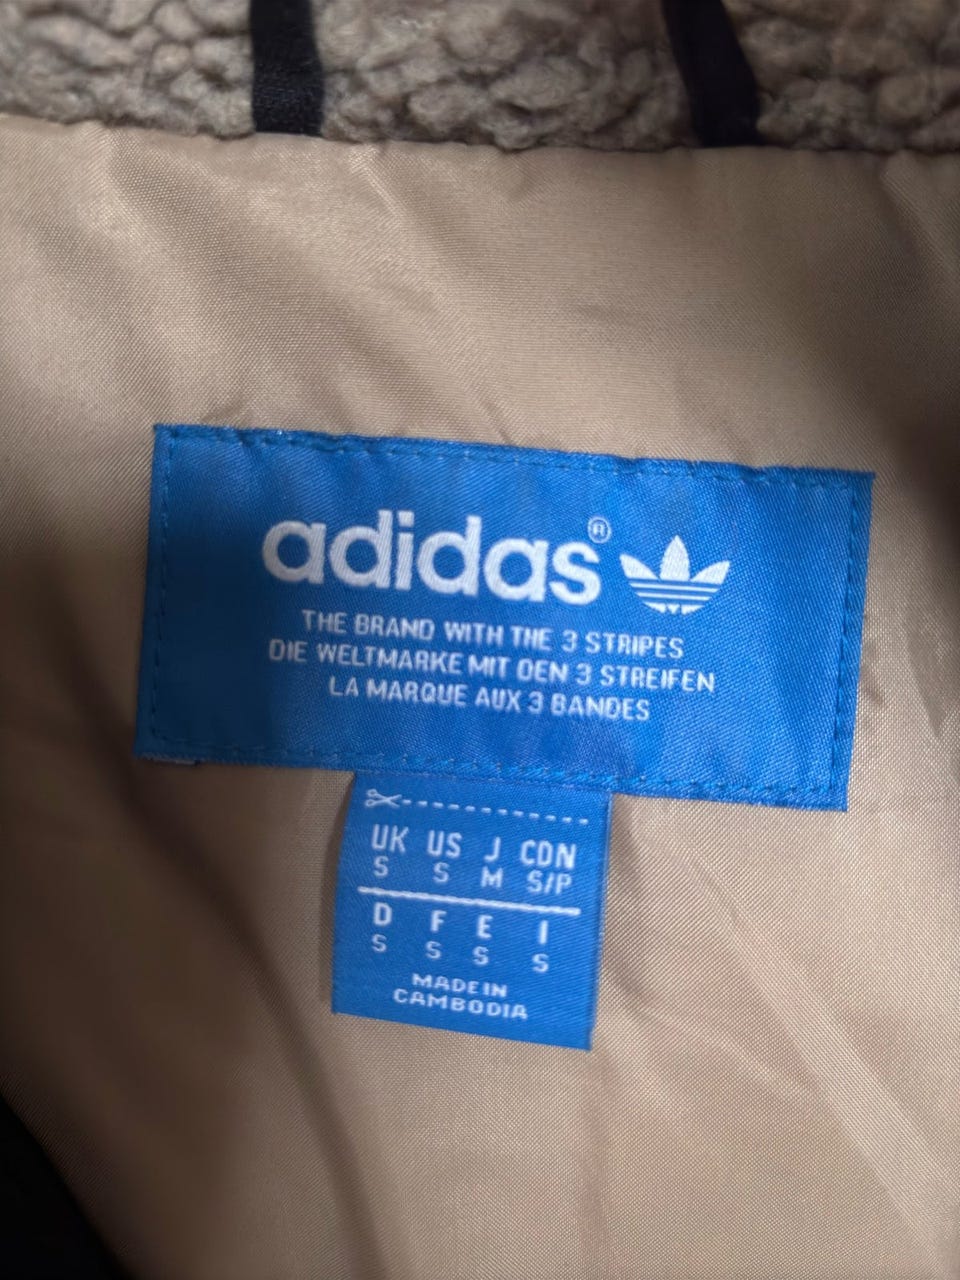 adidas®
THE BRAND WITH THE 3 STRIPES
DIE WELTMARKE MIT DEN 3 STREIFEN
LA MARQUE AUX 3 BANDES
UK US J CDN
S S M S/P
D F E I
S S S S
MADE IN
CAMBODIA